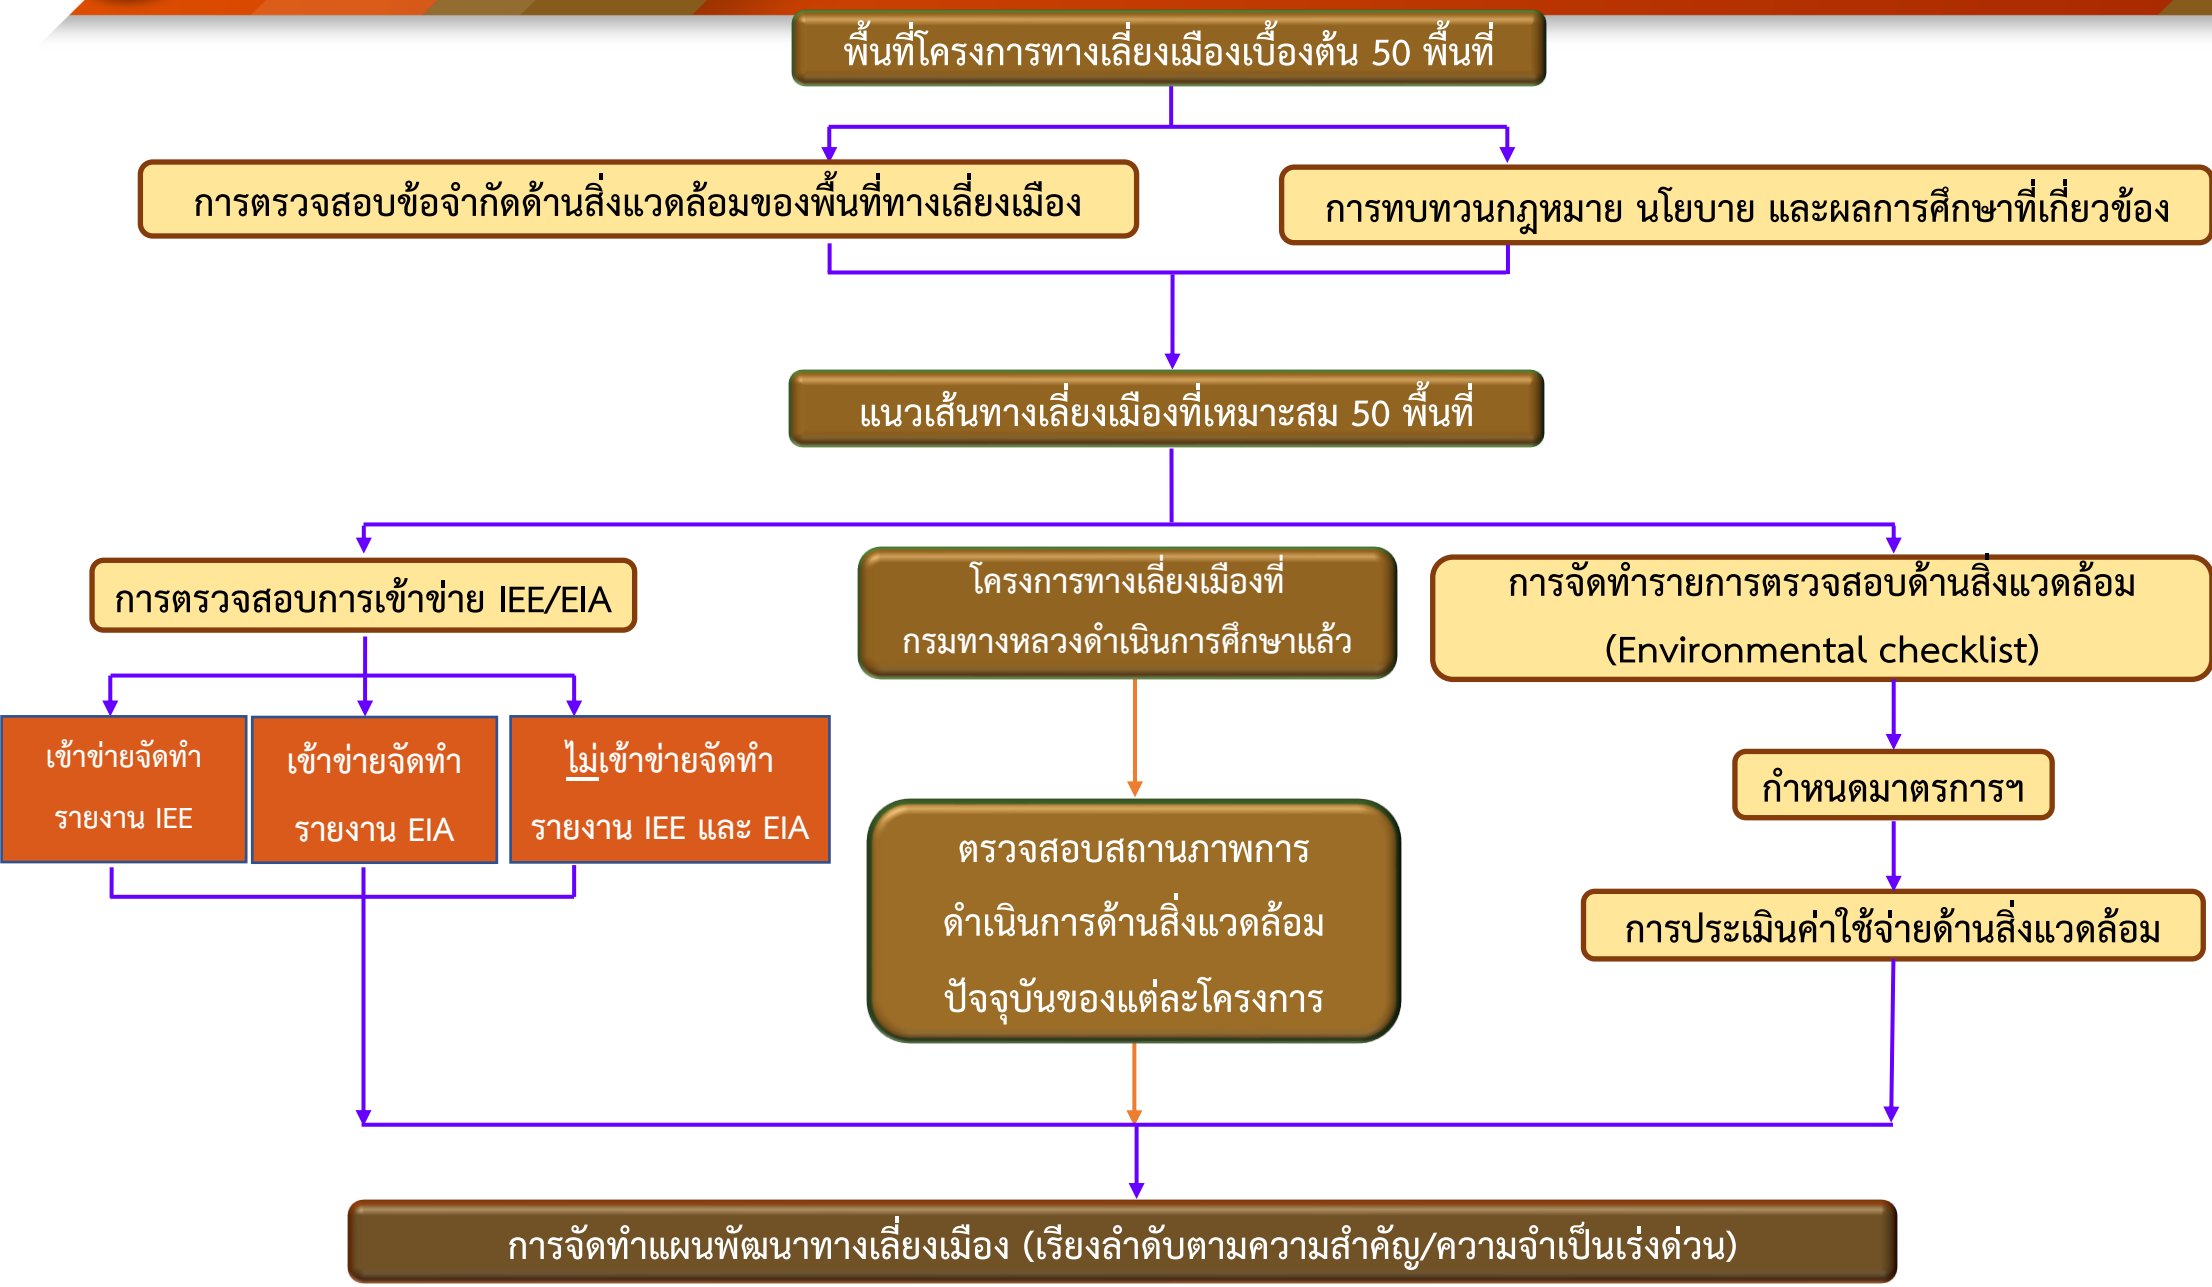 พื้นที่โครงการทางเลี่ยงเมืองเบื้องต้น 50 พื้นที่
การตรวจสอบข้อจำกัดด้านสิ่งแวดล้อมของพื้นที่ทางเลี่ยงเมือง
การทบทวนกฎหมาย นโยบาย และผลการศึกษาที่เกี่ยวข้อง
แนวเส้นทางเลี่ยงเมืองที่เหมาะสม 50 พื้นที่
การตรวจสอบการเข้าข่าย IEE/EIA
เข้าข่ายจัดทำ
รายงาน IEE
เข้าข่ายจัดทำ
รายงาน EIA
ไม่เข้าข่ายจัดทำ
รายงาน IEE และ EIA
โครงการทางเลี่ยงเมืองที่
กรมทางหลวงดำเนินการศึกษาแล้ว
ตรวจสอบสถานภาพการ
ดำเนินการด้านสิ่งแวดล้อม
ปัจจุบันของแต่ละโครงการ
การจัดทำรายการตรวจสอบด้านสิ่งแวดล้อม
(Environmental checklist)
กำหนดมาตรการฯ
การประเมินค่าใช้จ่ายด้านสิ่งแวดล้อม
การจัดทำแผนพัฒนาทางเลี่ยงเมือง (เรียงลำดับตามความสำคัญ/ความจำเป็นเร่งด่วน)